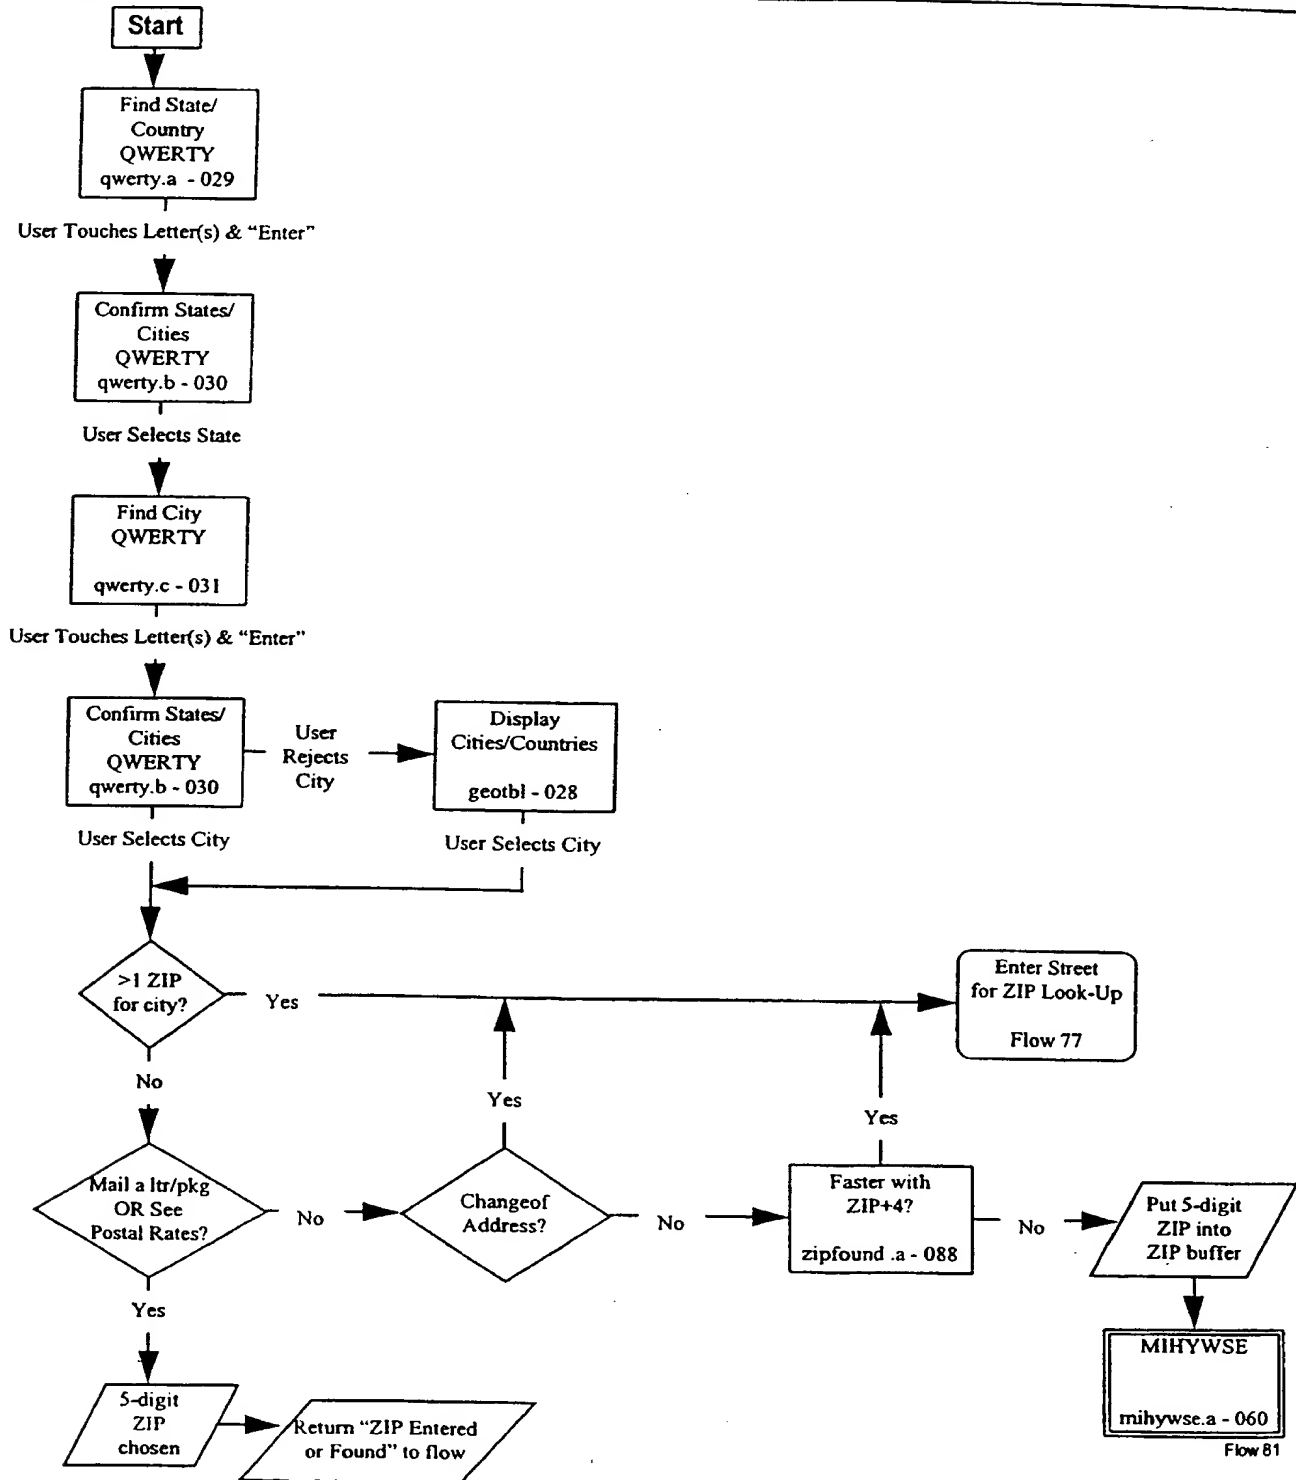 Start
Find State/
Country
QWERTY
qwerty.a - 029
User Touches Letter(s) & "Enter"
Confirm States/
Cities
QWERTY
qwerty.b - 030
User Selects State
Find City
QWERTY
qwerty.c - 031
User Touches Letter(s) & "Enter"
Confirm States/
Cities
QWERTY
qwerty.b - 030
User
Rejects
City
Display
Cities/Countries
geotbl - 028
User Selects City
User Selects City
>1 ZIP
for city?
Yes
Enter Street
for ZIP Look-Up
Flow 77
No
Yes
Yes
Mail a ltr/pkg
OR See
Postal Rates?
No
Changeof
Address?
No
Faster with
ZIP+4?
zipfound .a - 088
No
Put 5-digit
ZIP into
ZIP buffer
Yes
MIHYWSE
mihywse.a - 060
5-digit
ZIP
chosen
Return "ZIP Entered
or Found" to flow
Flow 81